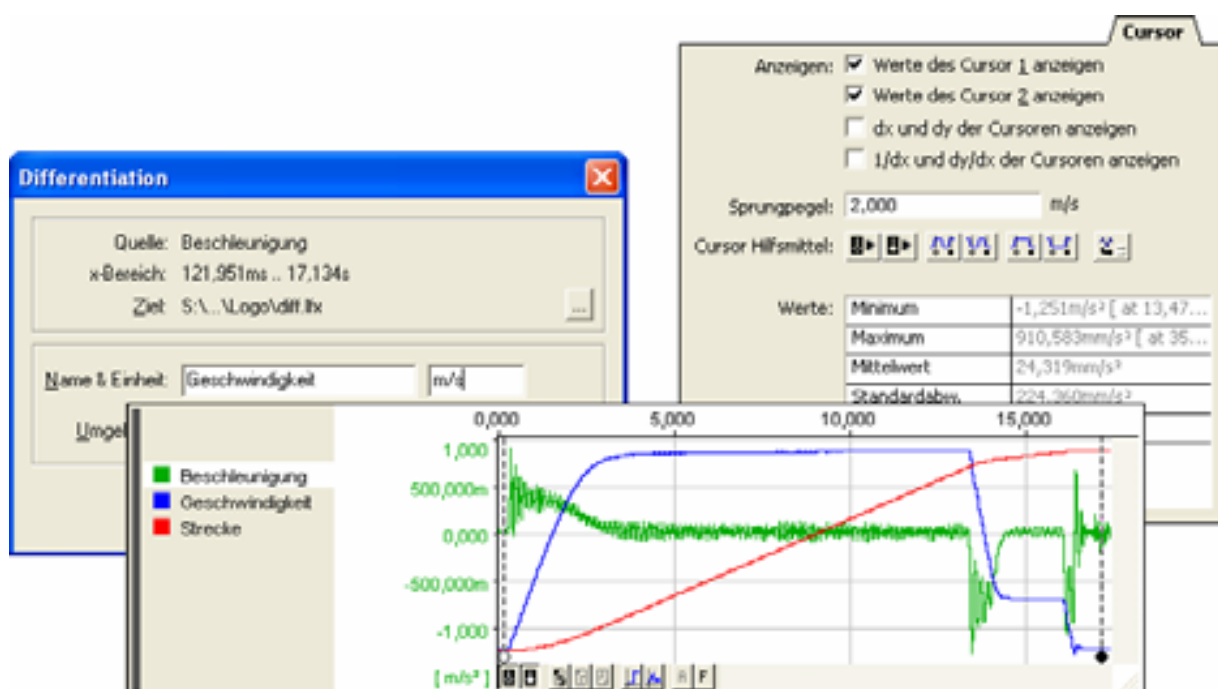 Cursor
Anzeigen: Werte des Cursor 1 anzeigen
Werte des Cursor 2 anzeigen
dx und dy der Cursoren anzeigen
1/dx und dy/dx der Cursoren anzeigen
Sprungpegel: 2,000 m/s
Cursor Hilfsmittel:
Werte: Minimum -1,251m/s² [ at 13,47...
Maximum 910,583mm/s² [ at 35...
Mittelwert 24,319mm/s²
Standardabw. 224,360mm/s²
Differentiation
Quelle: Beschleunigung
x-Bereich: 121,951ms .. 17,134s
Ziel: S:\...\Logo\diff.lfx
...
Name & Einheit: Geschwindigkeit m/s
Umgel
0,000 5,000 10,000 15,000
Beschleunigung
Geschwindigkeit
Strecke
1,000
500,000m
0,000
-500,000m
-1,000
[ m/s² ]
A F